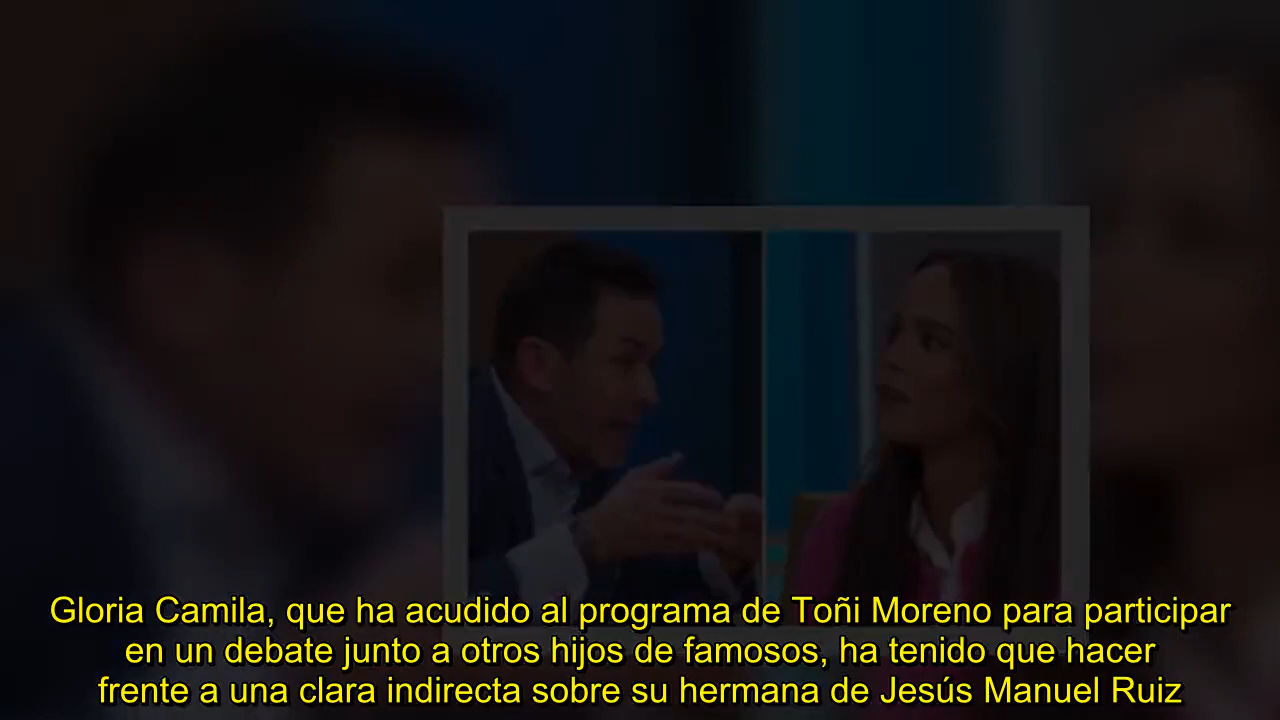 Gloria Camila, que ha acudido al programa de Toñi Moreno para participar
en un debate junto a otros hijos de famosos, ha tenido que hacer
frente a una clara indirecta sobre su hermana de Jesús Manuel Ruiz